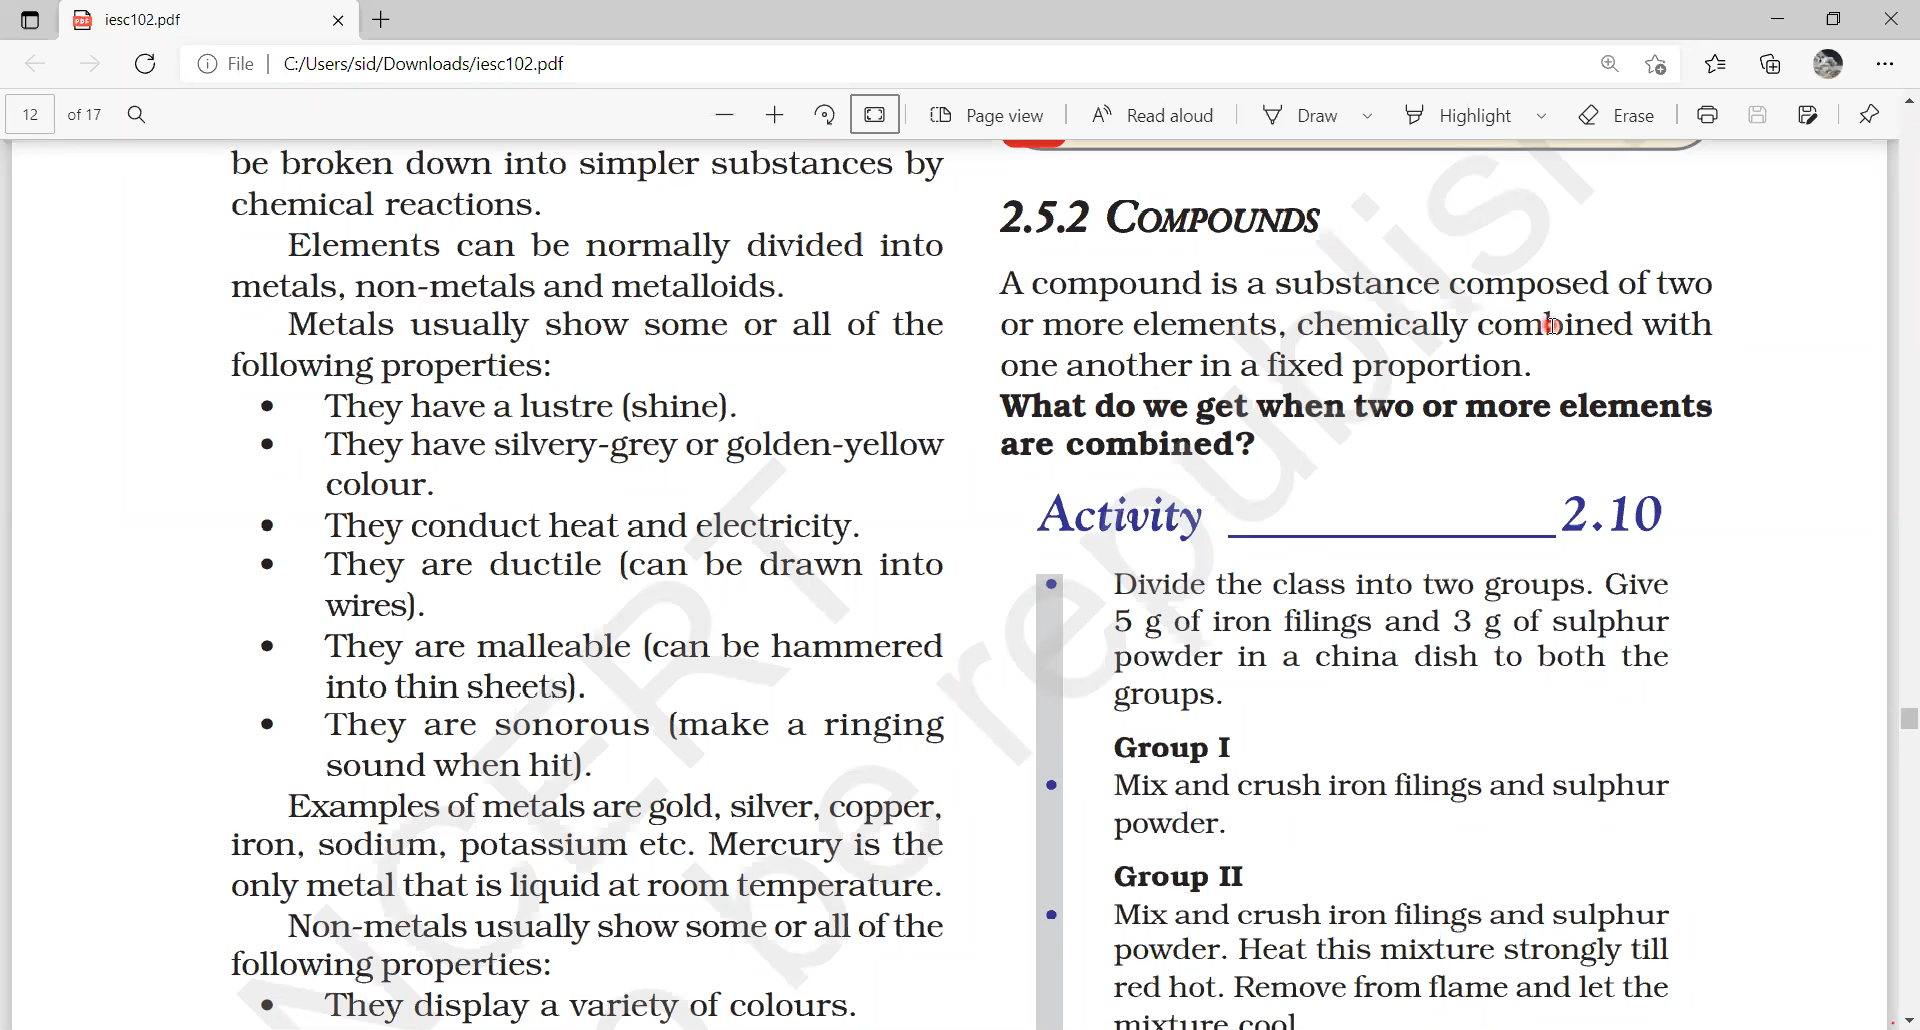 iesc102.pdf
File
C:/Users/sid/Downloads/iesc102.pdf
12 of 17
Page view
Read aloud
Draw
Highlight
Erase
be broken down into simpler substances by
chemical reactions.
Elements can be normally divided into
metals, non-metals and metalloids.
Metals usually show some or all of the
following properties:
• They have a lustre (shine).
• They have silvery-grey or golden-yellow
colour.
• They conduct heat and electricity.
• They are ductile (can be drawn into
wires).
• They are malleable (can be hammered
into thin sheets).
• They are sonorous (make a ringing
sound when hit).
Examples of metals are gold, silver, copper,
iron, sodium, potassium etc. Mercury is the
only metal that is liquid at room temperature.
Non-metals usually show some or all of the
following properties:
• They display a variety of colours.
2.5.2 COMPOUNDS
A compound is a substance composed of two
or more elements, chemically combined with
one another in a fixed proportion.
What do we get when two or more elements
are combined?
Activity 2.10
• Divide the class into two groups. Give
5 g of iron filings and 3 g of sulphur
powder in a china dish to both the
groups.
Group I
• Mix and crush iron filings and sulphur
powder.
Group II
• Mix and crush iron filings and sulphur
powder. Heat this mixture strongly till
red hot. Remove from flame and let the
mixture cool.
NCERT
be republish